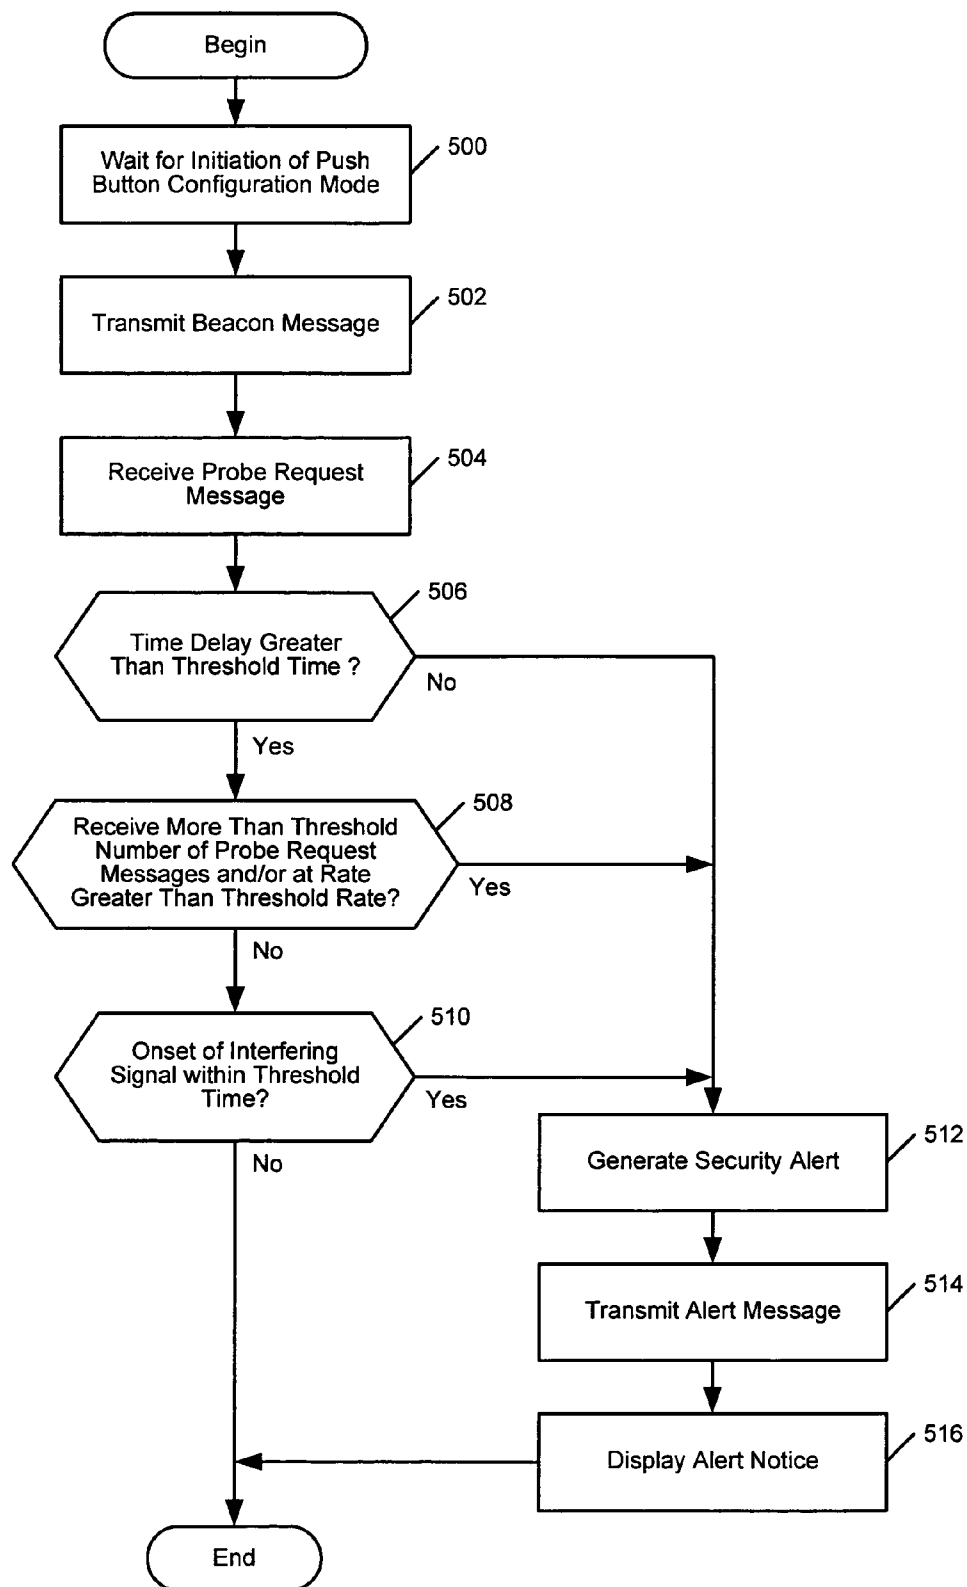 Begin
Wait for Initiation of Push
Button Configuration Mode
500
Transmit Beacon Message
502
Receive Probe Request
Message
504
Time Delay Greater
Than Threshold Time ?
506
No
Yes
Receive More Than Threshold
Number of Probe Request
Messages and/or at Rate
Greater Than Threshold Rate?
508
Yes
No
Onset of Interfering
Signal within Threshold
Time?
510
Yes
No
Generate Security Alert
512
Transmit Alert Message
514
Display Alert Notice
516
End